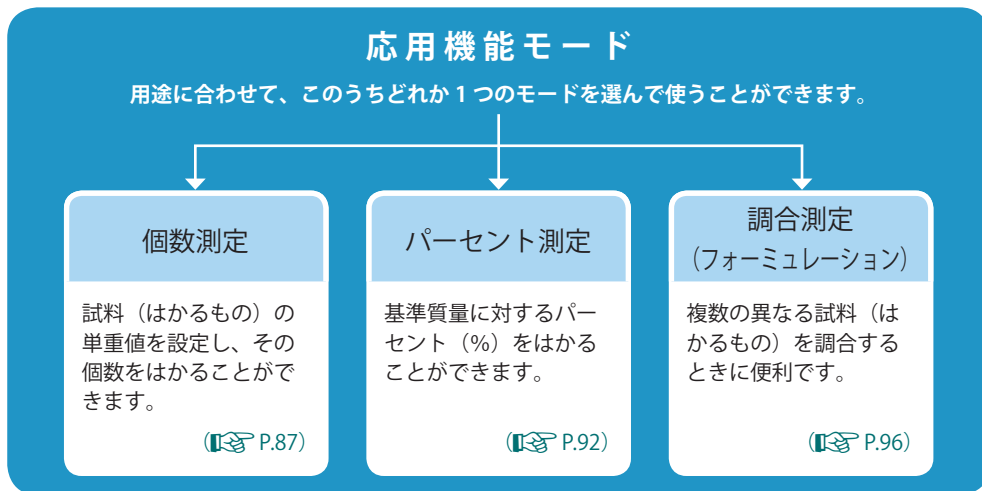 応用機能モード
用途に合わせて、このうちどれか 1 つのモードを選んで使うことができます。
個数測定
試料（はかるもの）の
単重値を設定し、その
個数をはかることがで
きます。
（☞ P.87）
パーセント測定
基準質量に対するパー
セント（%）をはかる
ことができます。
（☞ P.92）
調合測定
（フォーミュレーション）
複数の異なる試料（は
かるもの）を調合する
ときに便利です。
（☞ P.96）